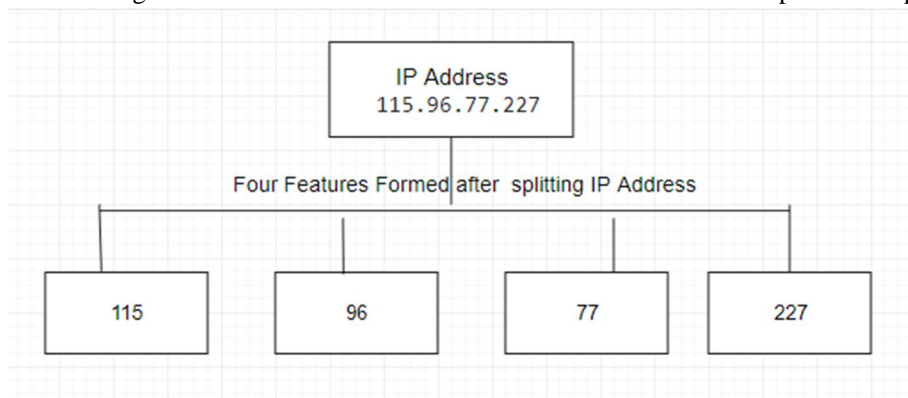 IP Address
115.96.77.227
Four Features Formed after splitting IP Address
115
96
77
227